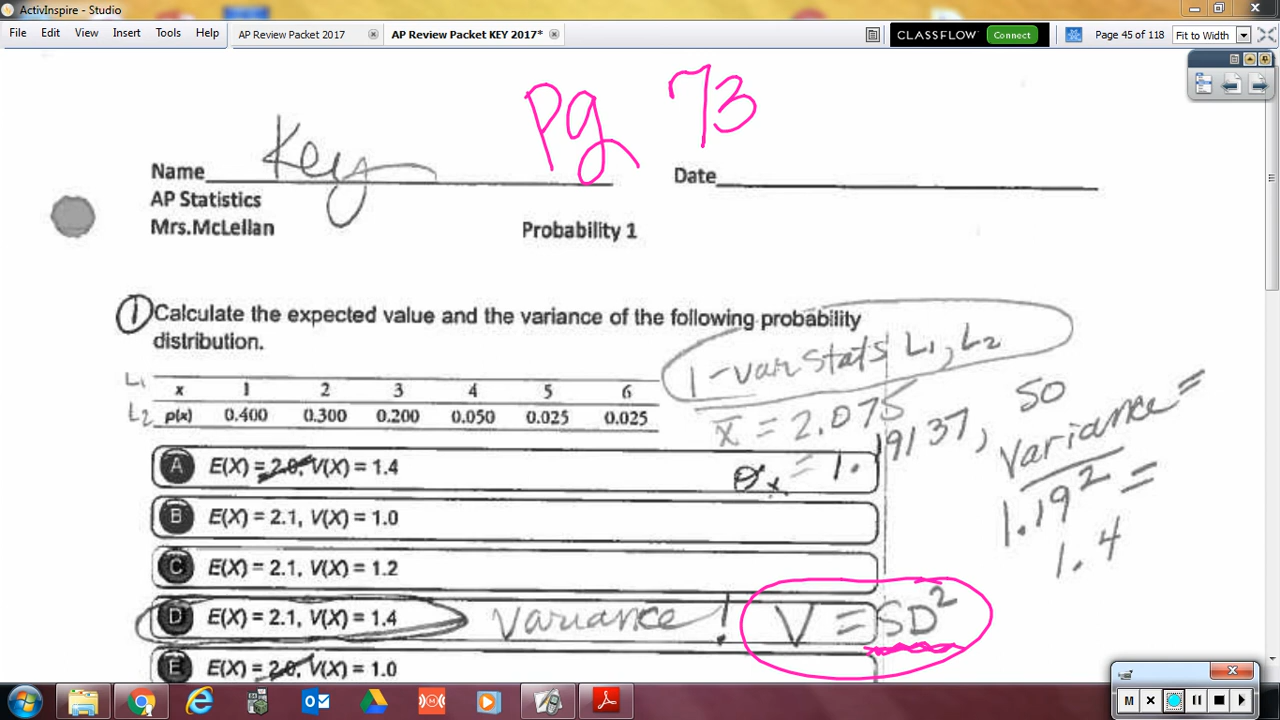 ActivInspire - Studio
File Edit View Insert Tools Help AP Review Packet 2017 AP Review Packet KEY 2017* CLASSFLOW Connect Page 45 of 118 Fit to Width
Pg 73
Name Key Date
AP Statistics
Mrs.McLellan Probability 1
1 Calculate the expected value and the variance of the following probability
distribution.
1-Var Stats L1, L2
L1 x 1 2 3 4 5 6
L2 p(x) 0.400 0.300 0.200 0.050 0.025 0.025
x̄ = 2.075
σx = 1.19137, so
Variance =
1.19² =
1.4
A E(X) = 2.0, V(X) = 1.4
B E(X) = 2.1, V(X) = 1.0
C E(X) = 2.1, V(X) = 1.2
D E(X) = 2.1, V(X) = 1.4 Variance! V = SD²
E E(X) = 2.0, V(X) = 1.0
M